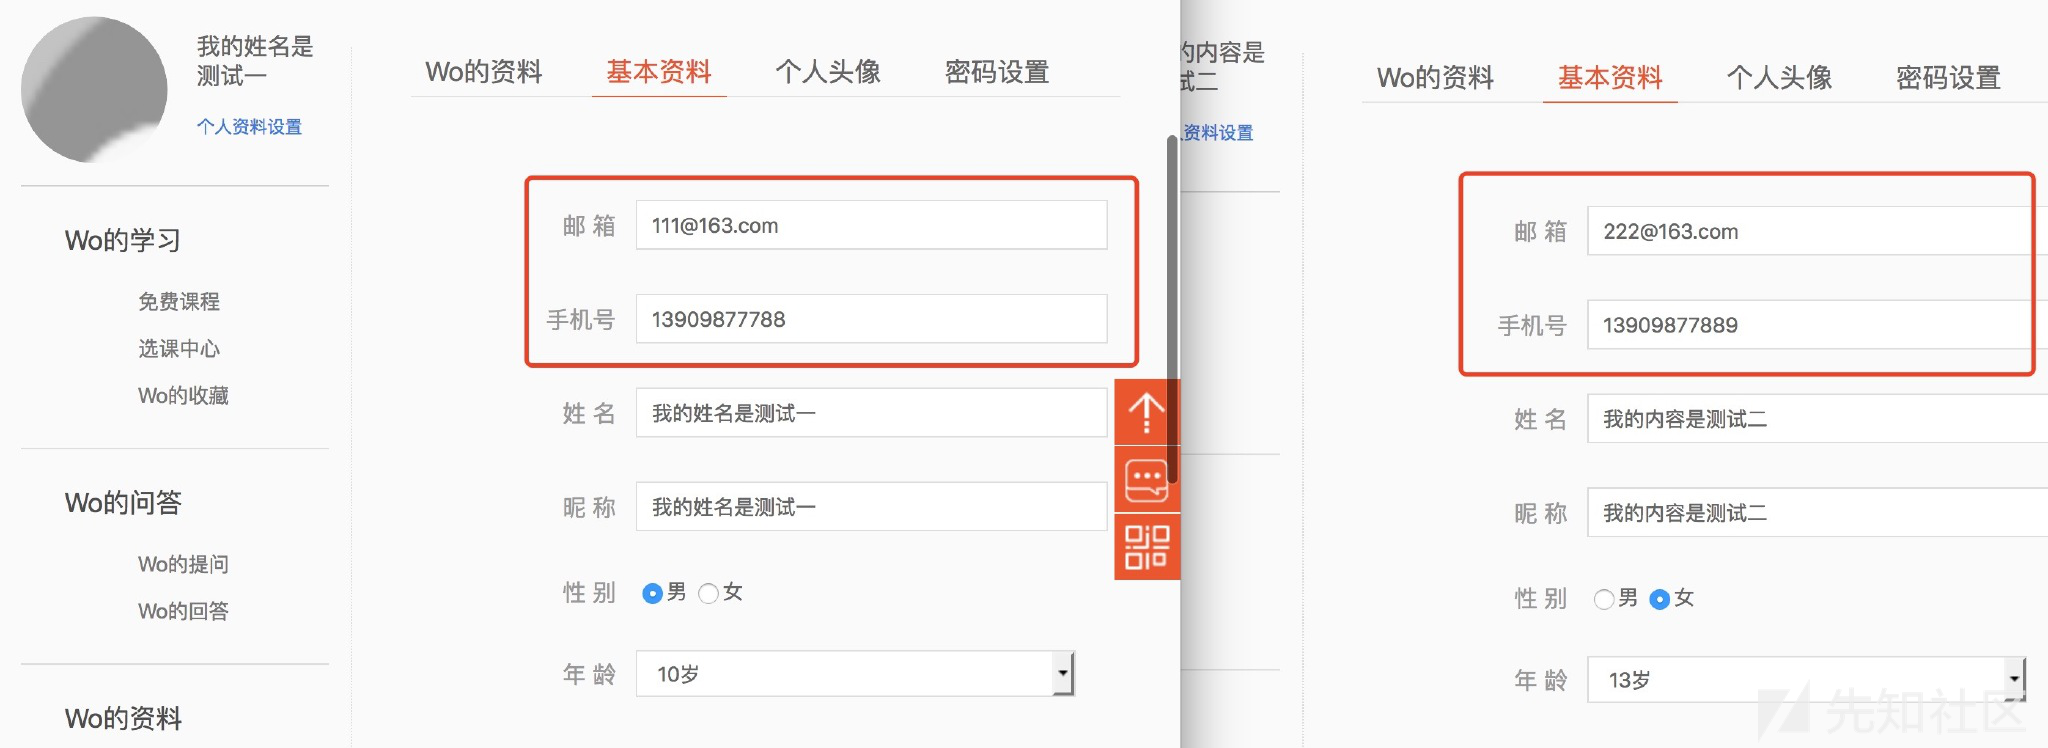 我的姓名是
测试一
个人资料设置
Wo的学习
免费课程
选课中心
Wo的收藏
Wo的问答
Wo的提问
Wo的回答
Wo的资料
Wo的资料 基本资料 个人头像 密码设置
邮 箱 111@163.com
手机号 13909877788
姓 名 我的姓名是测试一
昵 称 我的姓名是测试一
性 别 男 女
年 龄 10岁
的内容是
试二
资料设置
Wo的资料 基本资料 个人头像 密码设置
邮 箱 222@163.com
手机号 13909877889
姓 名 我的内容是测试二
昵 称 我的内容是测试二
性 别 男 女
年 龄 13岁
先知社区